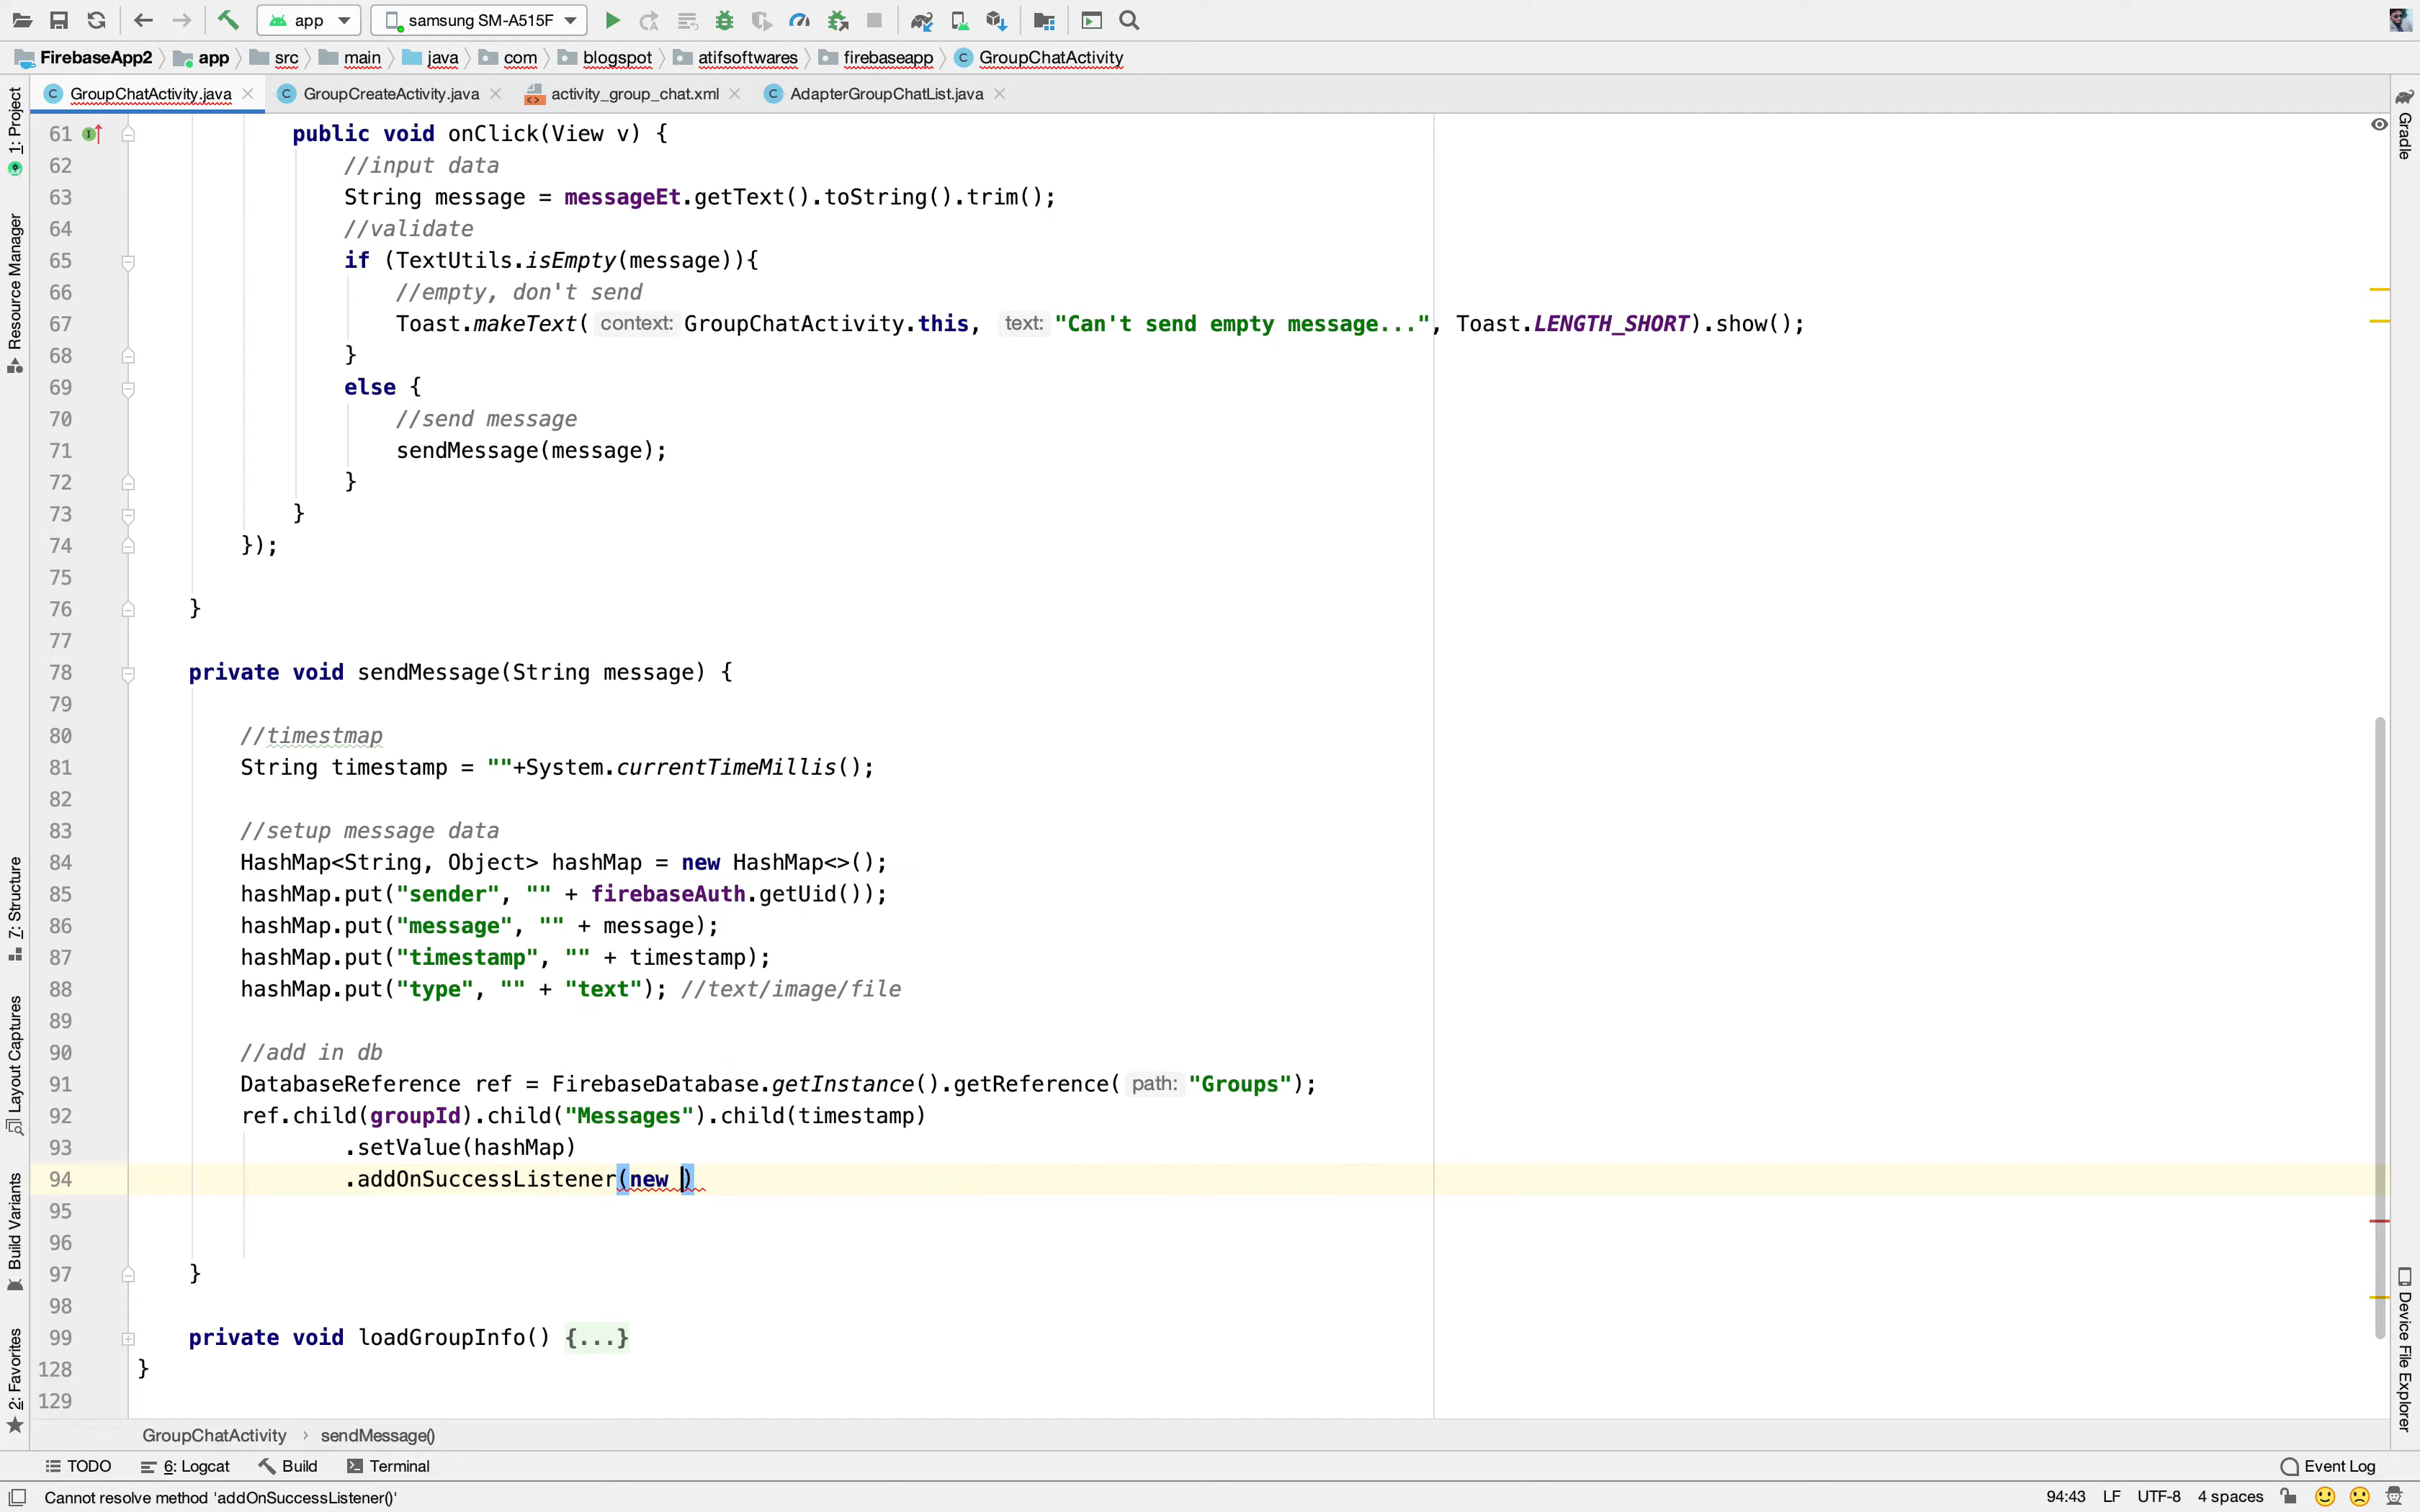 app
samsung SM-A515F
FirebaseApp2 app src main java com blogspot atifsoftwares firebaseapp GroupChatActivity
GroupChatActivity.java GroupCreateActivity.java activity_group_chat.xml AdapterGroupChatList.java
1: Project
Resource Manager
7: Structure
Layout Captures
Build Variants
2: Favorites
61 public void onClick(View v) {
62 //input data
63 String message = messageEt.getText().toString().trim();
64 //validate
65 if (TextUtils.isEmpty(message)){
66 //empty, don't send
67 Toast.makeText( context: GroupChatActivity.this, text: "Can't send empty message...", Toast.LENGTH_SHORT).show();
68 }
69 else {
70 //send message
71 sendMessage(message);
72 }
73 }
74 });
75
76 }
77
78 private void sendMessage(String message) {
79
80 //timestmap
81 String timestamp = ""+System.currentTimeMillis();
82
83 //setup message data
84 HashMap<String, Object> hashMap = new HashMap<>();
85 hashMap.put("sender", "" + firebaseAuth.getUid());
86 hashMap.put("message", "" + message);
87 hashMap.put("timestamp", "" + timestamp);
88 hashMap.put("type", "" + "text"); //text/image/file
89
90 //add in db
91 DatabaseReference ref = FirebaseDatabase.getInstance().getReference( path: "Groups");
92 ref.child(groupId).child("Messages").child(timestamp)
93 .setValue(hashMap)
94 .addOnSuccessListener(new )
95
96
97 }
98
99 private void loadGroupInfo() {...}
128 }
129
Gradle
Device File Explorer
GroupChatActivity › sendMessage()
TODO 6: Logcat Build Terminal Event Log
Cannot resolve method 'addOnSuccessListener()' 94:43 LF UTF-8 4 spaces